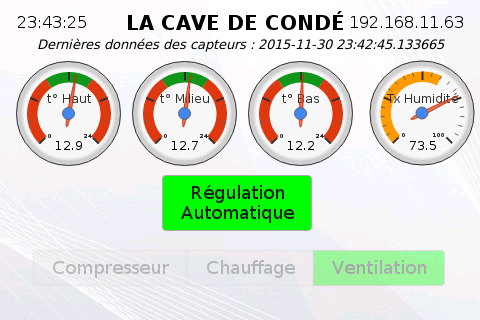 23:43:25 LA CAVE DE CONDÉ 192.168.11.63
Dernières données des capteurs : 2015-11-30 23:42:45.133665
t° Haut t° Milieu t° Bas Tx Humidité
0 24 0 24 0 24 0 100
12.9 12.7 12.2 73.5
Régulation
Automatique
Compresseur Chauffage Ventilation